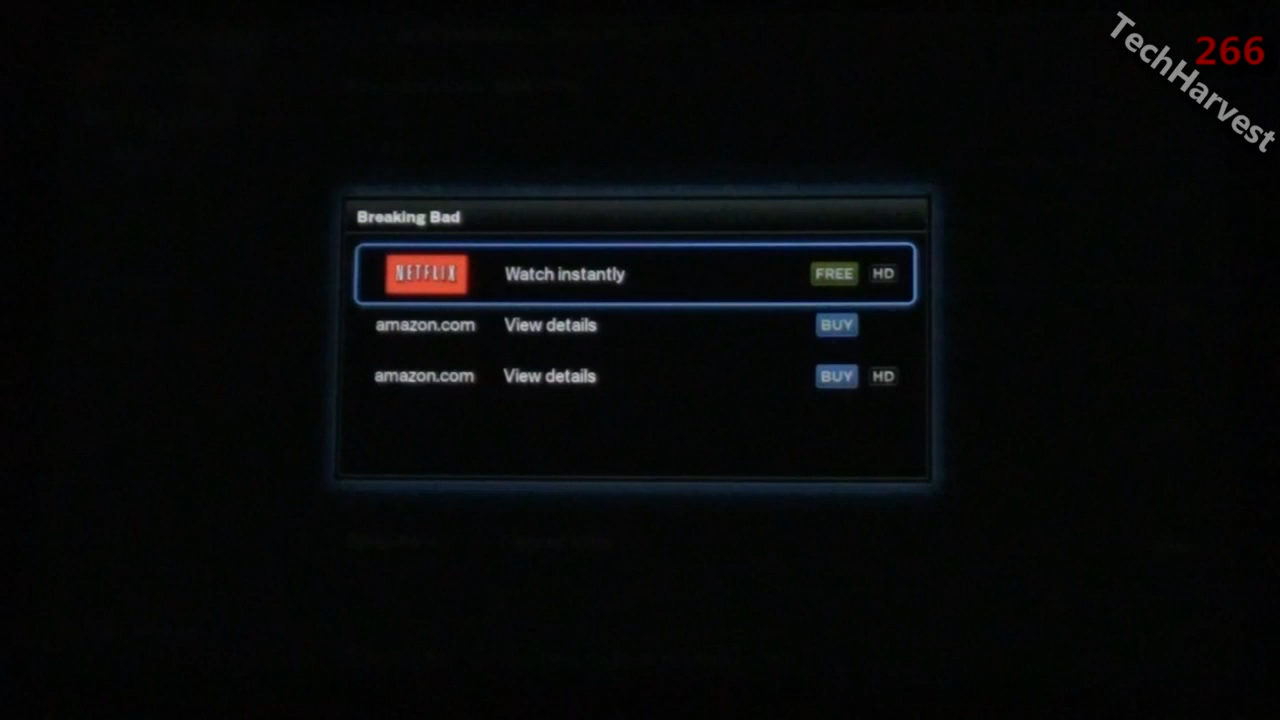 266
TechHarvest
Breaking Bad
NETFLIX Watch instantly FREE HD
amazon.com View details BUY
amazon.com View details BUY HD